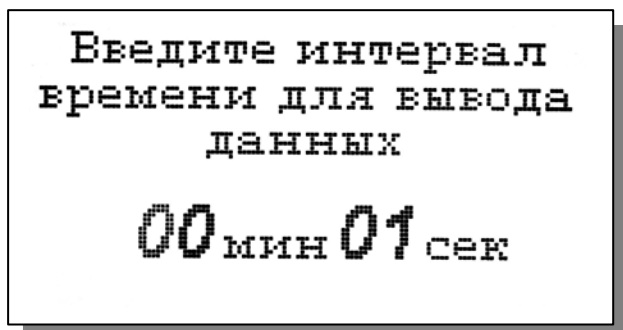 Введите интервал
времени для вывода
данных
00 мин 01 сек